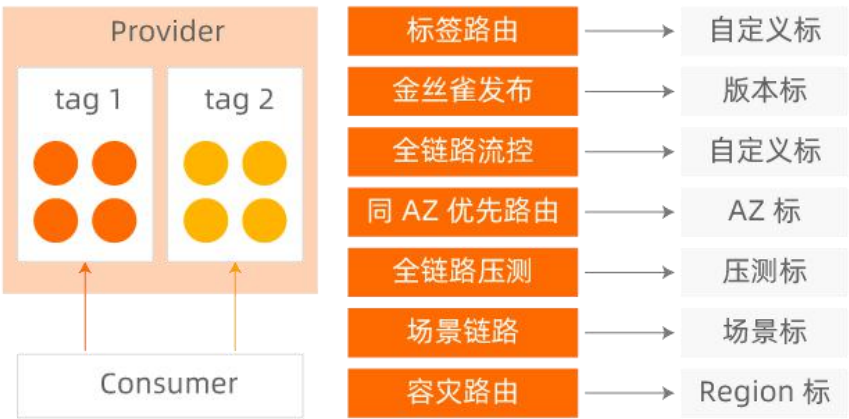 Provider
tag 1
tag 2
Consumer
标签路由
自定义标
金丝雀发布
版本标
全链路流控
自定义标
同 AZ 优先路由
AZ 标
全链路压测
压测标
场景链路
场景标
容灾路由
Region 标